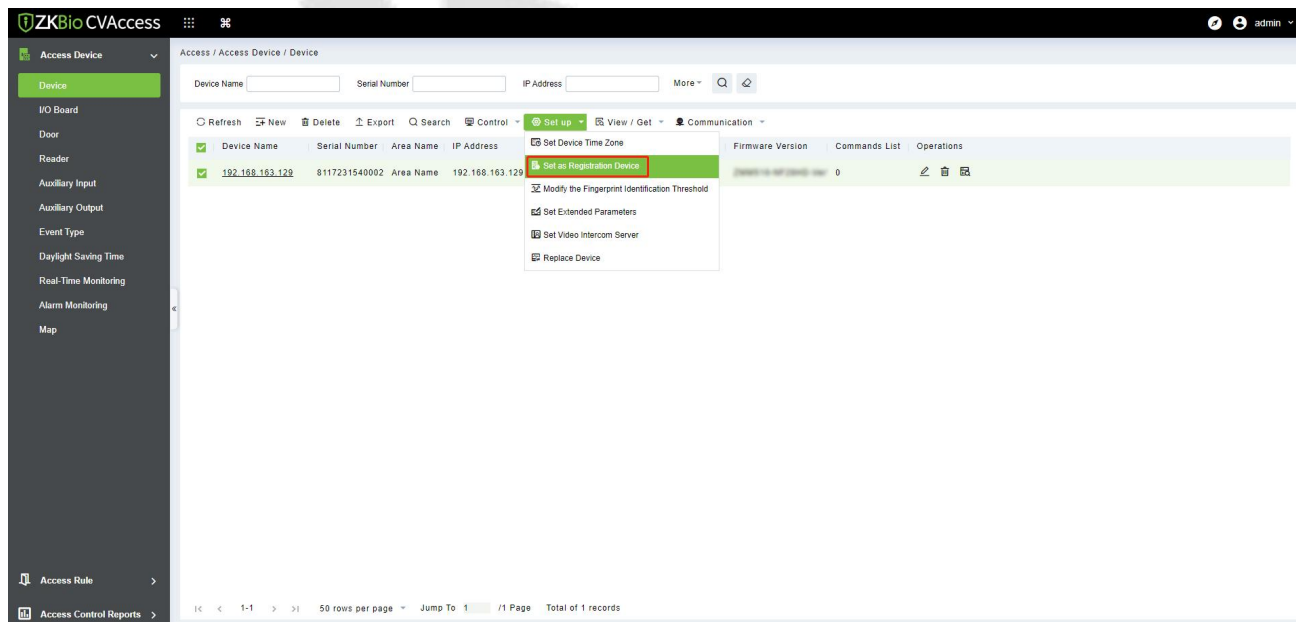 ZKBio CVAccess
admin
Access Device
Access / Access Device / Device
Device
Device Name Serial Number IP Address More
I/O Board
Refresh New Delete Export Search Control Set up View / Get Communication
Door
Device Name Serial Number Area Name IP Address Set Device Time Zone Firmware Version Commands List Operations
Reader
192.168.163.129 8117231540002 Area Name 192.168.163.129 Set as Registration Device 0
Auxiliary Input
Modify the Fingerprint Identification Threshold
Auxiliary Output
Set Extended Parameters
Event Type
Set Video Intercom Server
Daylight Saving Time
Replace Device
Real-Time Monitoring
Alarm Monitoring
Map
Access Rule
Access Control Reports
1-1 50 rows per page Jump To 1 /1 Page Total of 1 records